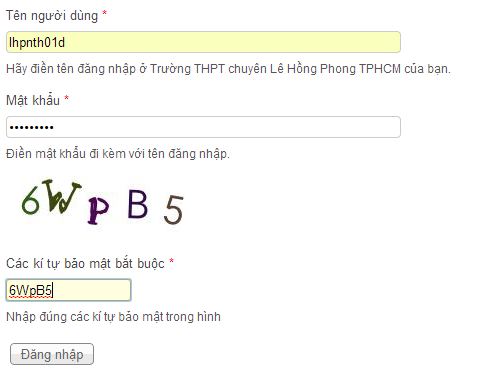 Tên người dùng *
lhpnth01d
Hãy điền tên đăng nhập ở Trường THPT chuyên Lê Hồng Phong TPHCM của bạn.
Mật khẩu *
•••••••••
Điền mật khẩu đi kèm với tên đăng nhập.
6WPB5
Các kí tự bảo mật bắt buộc *
6WpB5
Nhập đúng các kí tự bảo mật trong hình
Đăng nhập